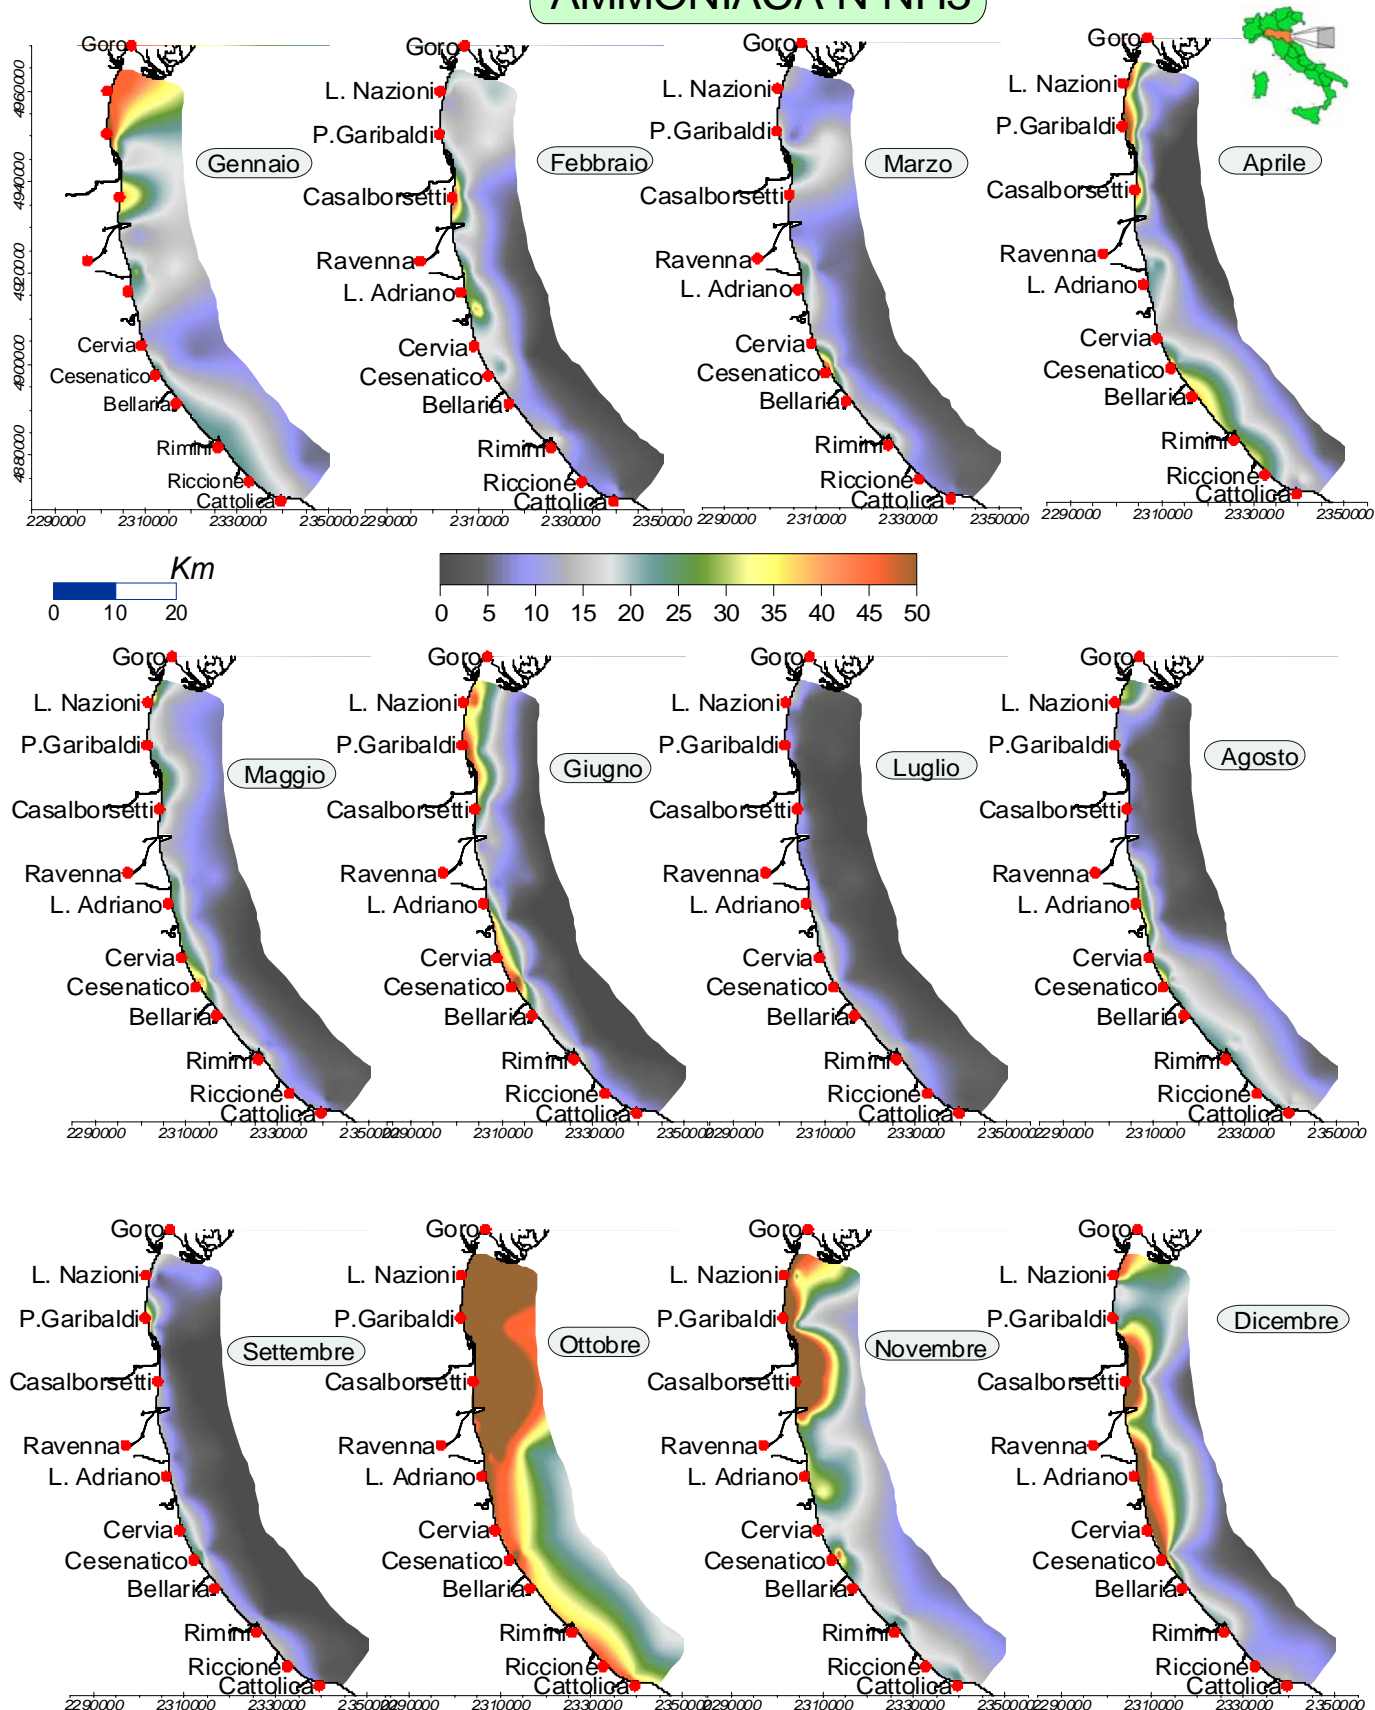 AMMONIACA N-NH3
Goro
4960000
4940000
4920000
4900000
4880000
Gennaio
Cervia
Cesenatico
Bellaria
Rimini
Riccione
Cattolica
2290000 2310000 2330000 2350000
Goro
L. Nazioni
P.Garibaldi
Febbraio
Casalborsetti
Ravenna
L. Adriano
Cervia
Cesenatico
Bellaria
Rimini
Riccione
Cattolica
2290000 2310000 2330000 2350000
Goro
L. Nazioni
P.Garibaldi
Marzo
Casalborsetti
Ravenna
L. Adriano
Cervia
Cesenatico
Bellaria
Rimini
Riccione
Cattolica
2290000 2310000 2330000 2350000
Goro
L. Nazioni
P.Garibaldi
Aprile
Casalborsetti
Ravenna
L. Adriano
Cervia
Cesenatico
Bellaria
Rimini
Riccione
Cattolica
2290000 2310000 2330000 2350000
Km
0 10 20
0 5 10 15 20 25 30 35 40 45 50
Goro
L. Nazioni
P.Garibaldi
Maggio
Casalborsetti
Ravenna
L. Adriano
Cervia
Cesenatico
Bellaria
Rimini
Riccione
Cattolica
2290000 2310000 2330000 2350000
Goro
L. Nazioni
P.Garibaldi
Giugno
Casalborsetti
Ravenna
L. Adriano
Cervia
Cesenatico
Bellaria
Rimini
Riccione
Cattolica
2290000 2310000 2330000 2350000
Goro
L. Nazioni
P.Garibaldi
Luglio
Casalborsetti
Ravenna
L. Adriano
Cervia
Cesenatico
Bellaria
Rimini
Riccione
Cattolica
2290000 2310000 2330000 2350000
Goro
L. Nazioni
P.Garibaldi
Agosto
Casalborsetti
Ravenna
L. Adriano
Cervia
Cesenatico
Bellaria
Rimini
Riccione
Cattolica
2290000 2310000 2330000 2350000
Goro
L. Nazioni
P.Garibaldi
Settembre
Casalborsetti
Ravenna
L. Adriano
Cervia
Cesenatico
Bellaria
Rimini
Riccione
Cattolica
2290000 2310000 2330000 2350000
Goro
L. Nazioni
P.Garibaldi
Ottobre
Casalborsetti
Ravenna
L. Adriano
Cervia
Cesenatico
Bellaria
Rimini
Riccione
Cattolica
2290000 2310000 2330000 2350000
Goro
L. Nazioni
P.Garibaldi
Novembre
Casalborsetti
Ravenna
L. Adriano
Cervia
Cesenatico
Bellaria
Rimini
Riccione
Cattolica
2290000 2310000 2330000 2350000
Goro
L. Nazioni
P.Garibaldi
Dicembre
Casalborsetti
Ravenna
L. Adriano
Cervia
Cesenatico
Bellaria
Rimini
Riccione
Cattolica
2290000 2310000 2330000 2350000